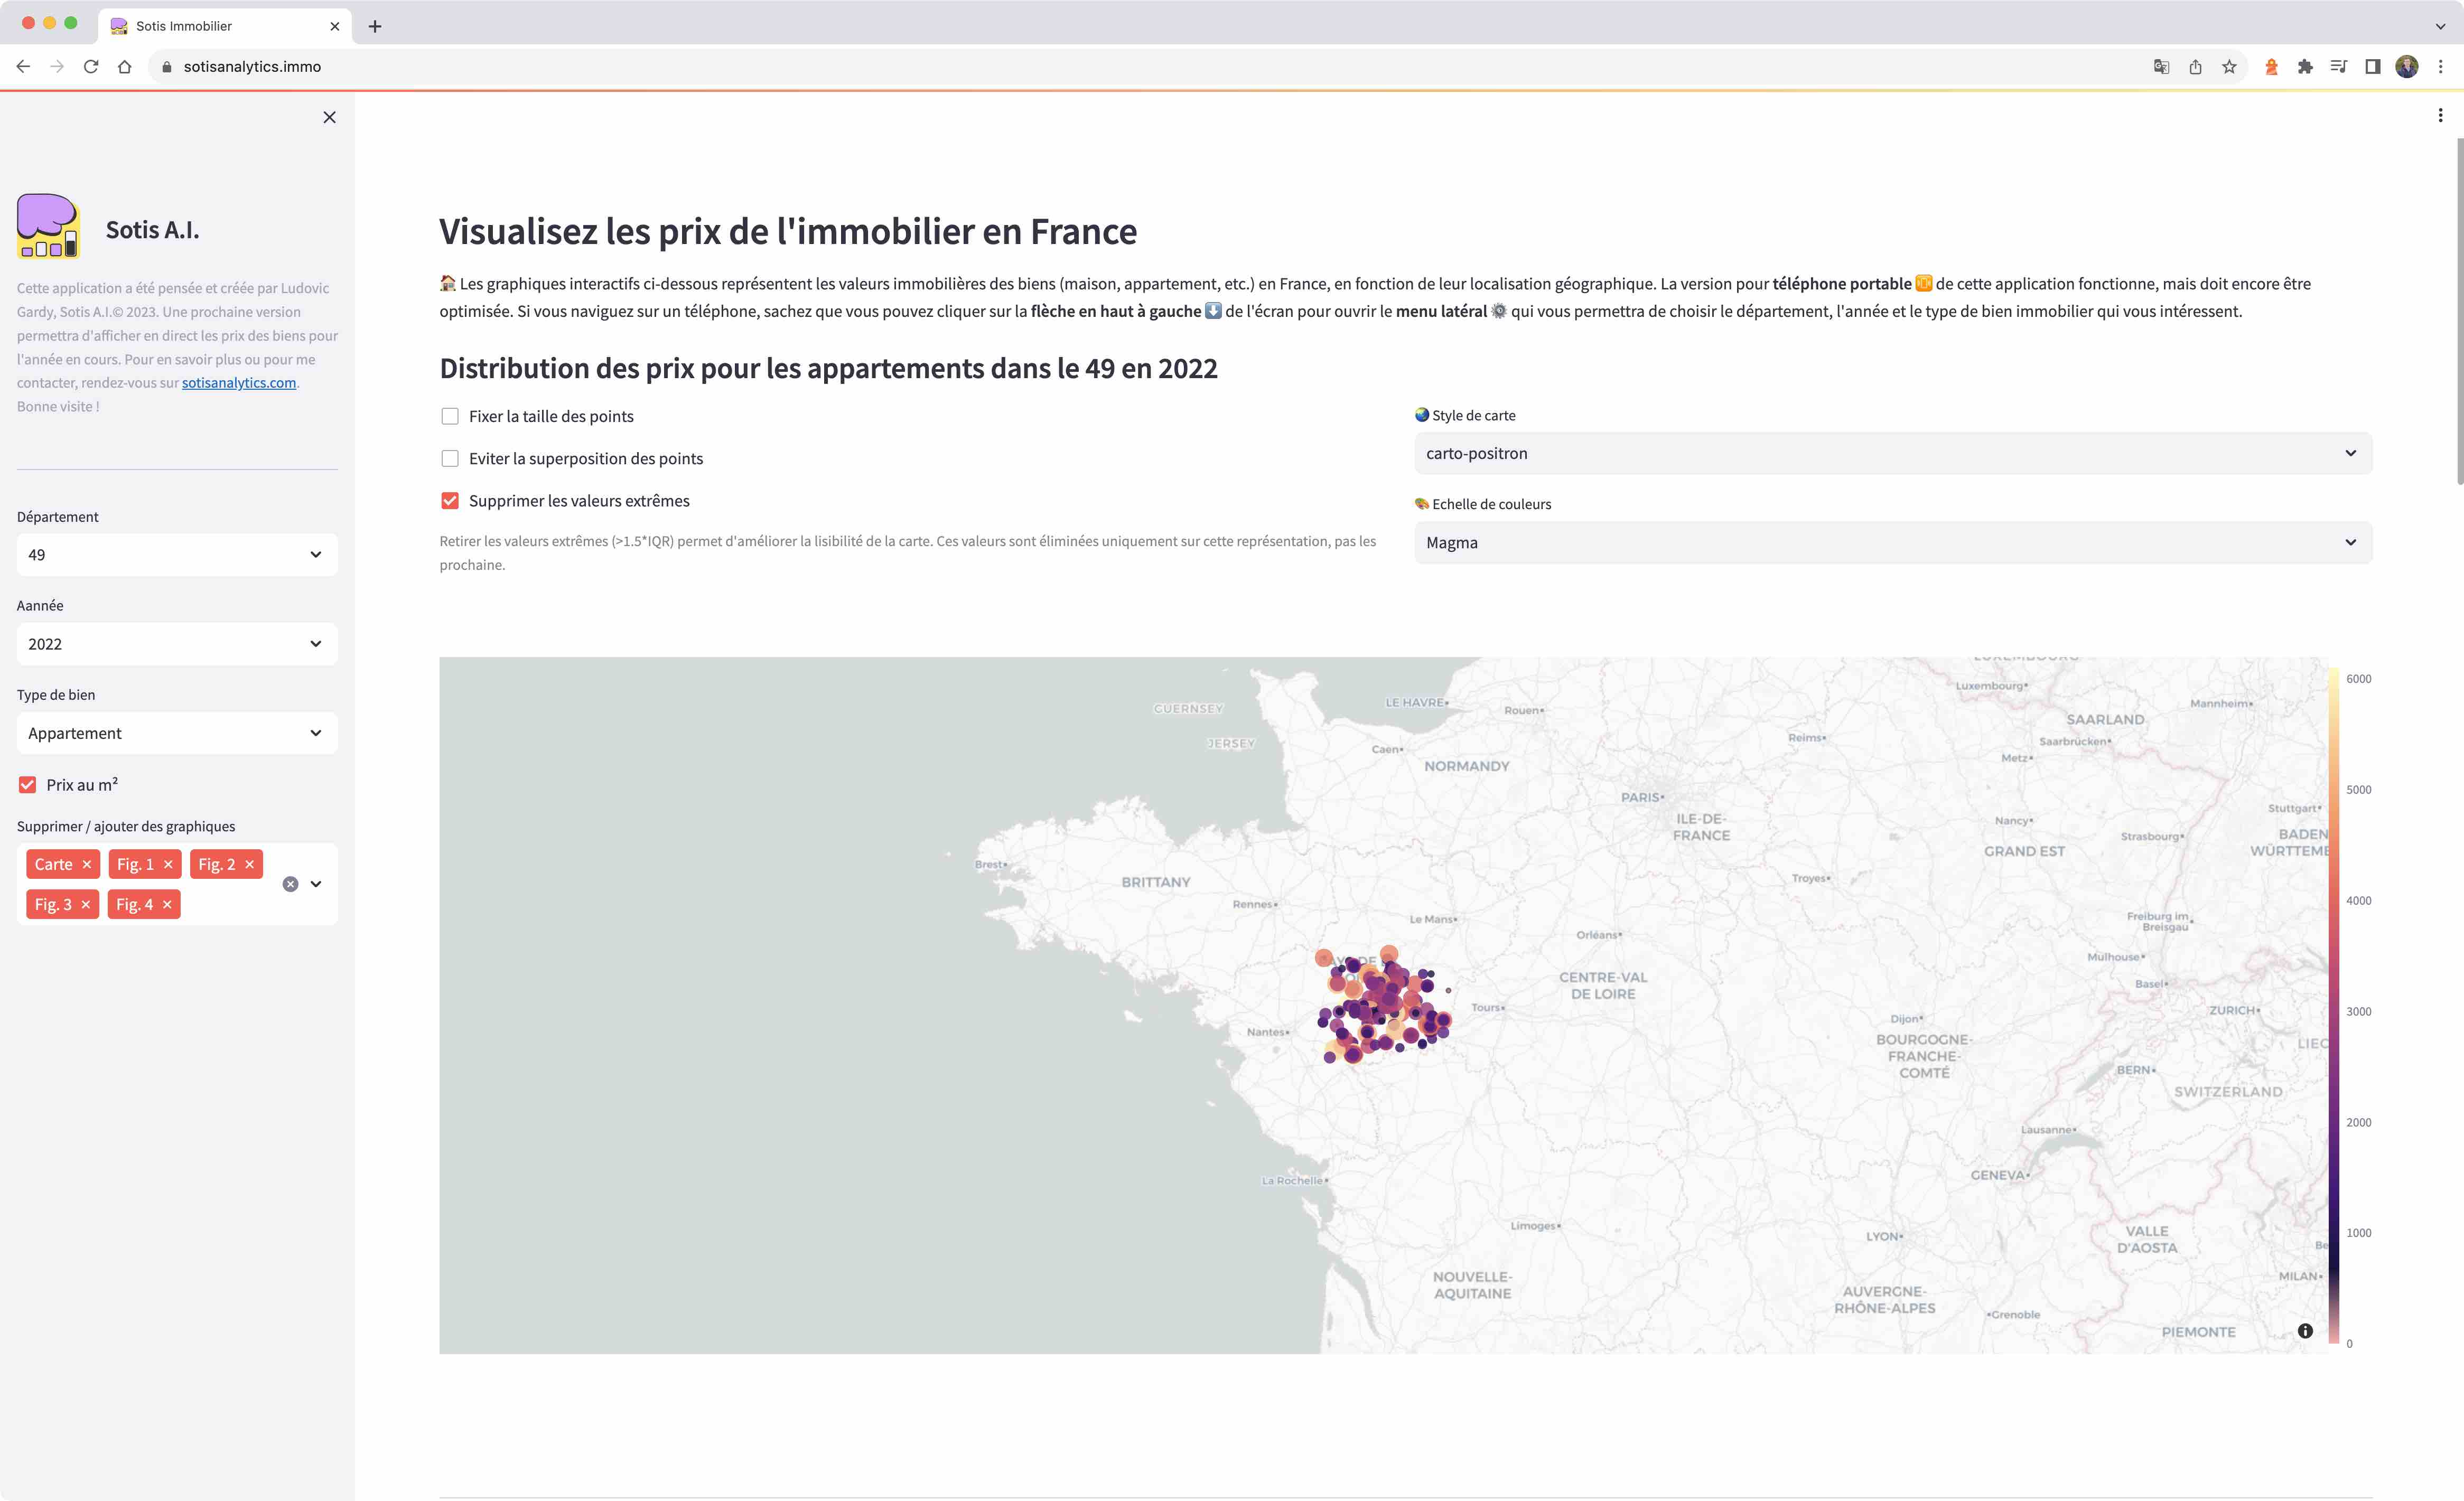 Sotis Immobilier
sotisanalytics.immo
Sotis A.I.
Cette application a été pensée et créée par Ludovic
Gardy, Sotis A.I.© 2023. Une prochaine version
permettra d'afficher en direct les prix des biens pour
l'année en cours. Pour en savoir plus ou pour me
contacter, rendez-vous sur sotisanalytics.com.
Bonne visite !
Département
49
Aannée
2022
Type de bien
Appartement
Prix au m²
Supprimer / ajouter des graphiques
Carte
Fig. 1
Fig. 2
Fig. 3
Fig. 4
Visualisez les prix de l'immobilier en France
🏠 Les graphiques interactifs ci-dessous représentent les valeurs immobilières des biens (maison, appartement, etc.) en France, en fonction de leur localisation géographique. La version pour téléphone portable de cette application fonctionne, mais doit encore être
optimisée. Si vous naviguez sur un téléphone, sachez que vous pouvez cliquer sur la flèche en haut à gauche ⬇️ de l'écran pour ouvrir le menu latéral ⚙️ qui vous permettra de choisir le département, l'année et le type de bien immobilier qui vous intéressent.
Distribution des prix pour les appartements dans le 49 en 2022
Fixer la taille des points
Eviter la superposition des points
Supprimer les valeurs extrêmes
Retirer les valeurs extrêmes (>1.5*IQR) permet d'améliorer la lisibilité de la carte. Ces valeurs sont éliminées uniquement sur cette représentation, pas les
prochaine.
🌏 Style de carte
carto-positron
🎨 Echelle de couleurs
Magma
LUXEMBOURG
Luxembourg
GUERNSEY
LE HAVRE
Rouen
Mannheim
SAARLAND
JERSEY
Caen
Reims
Saarbrücken
NORMANDY
Metz
PARIS
Stuttgart
ILE-DE-
FRANCE
Nancy
Strasbourg
BADEN
WÜRTTEME
GRAND EST
Brest
BRITTANY
Troyes
Rennes
Le Mans
Freiburg im
Breisgau
Orléans
Mulhouse
CENTRE-VAL
DE LOIRE
Basel
Tours
ZURICH
Nantes
Dijon
BOURGOGNE-
FRANCHE-
COMTÉ
LIEC
BERN
SWITZERLAND
Lausanne
GENEVA
La Rochelle
Limoges
LYON
VALLE
D'AOSTA
Be
NOUVELLE-
AQUITAINE
MILAN
AUVERGNE-
RHÔNE-ALPES
Grenoble
PIEMONTE
6000
5000
4000
3000
2000
1000
0